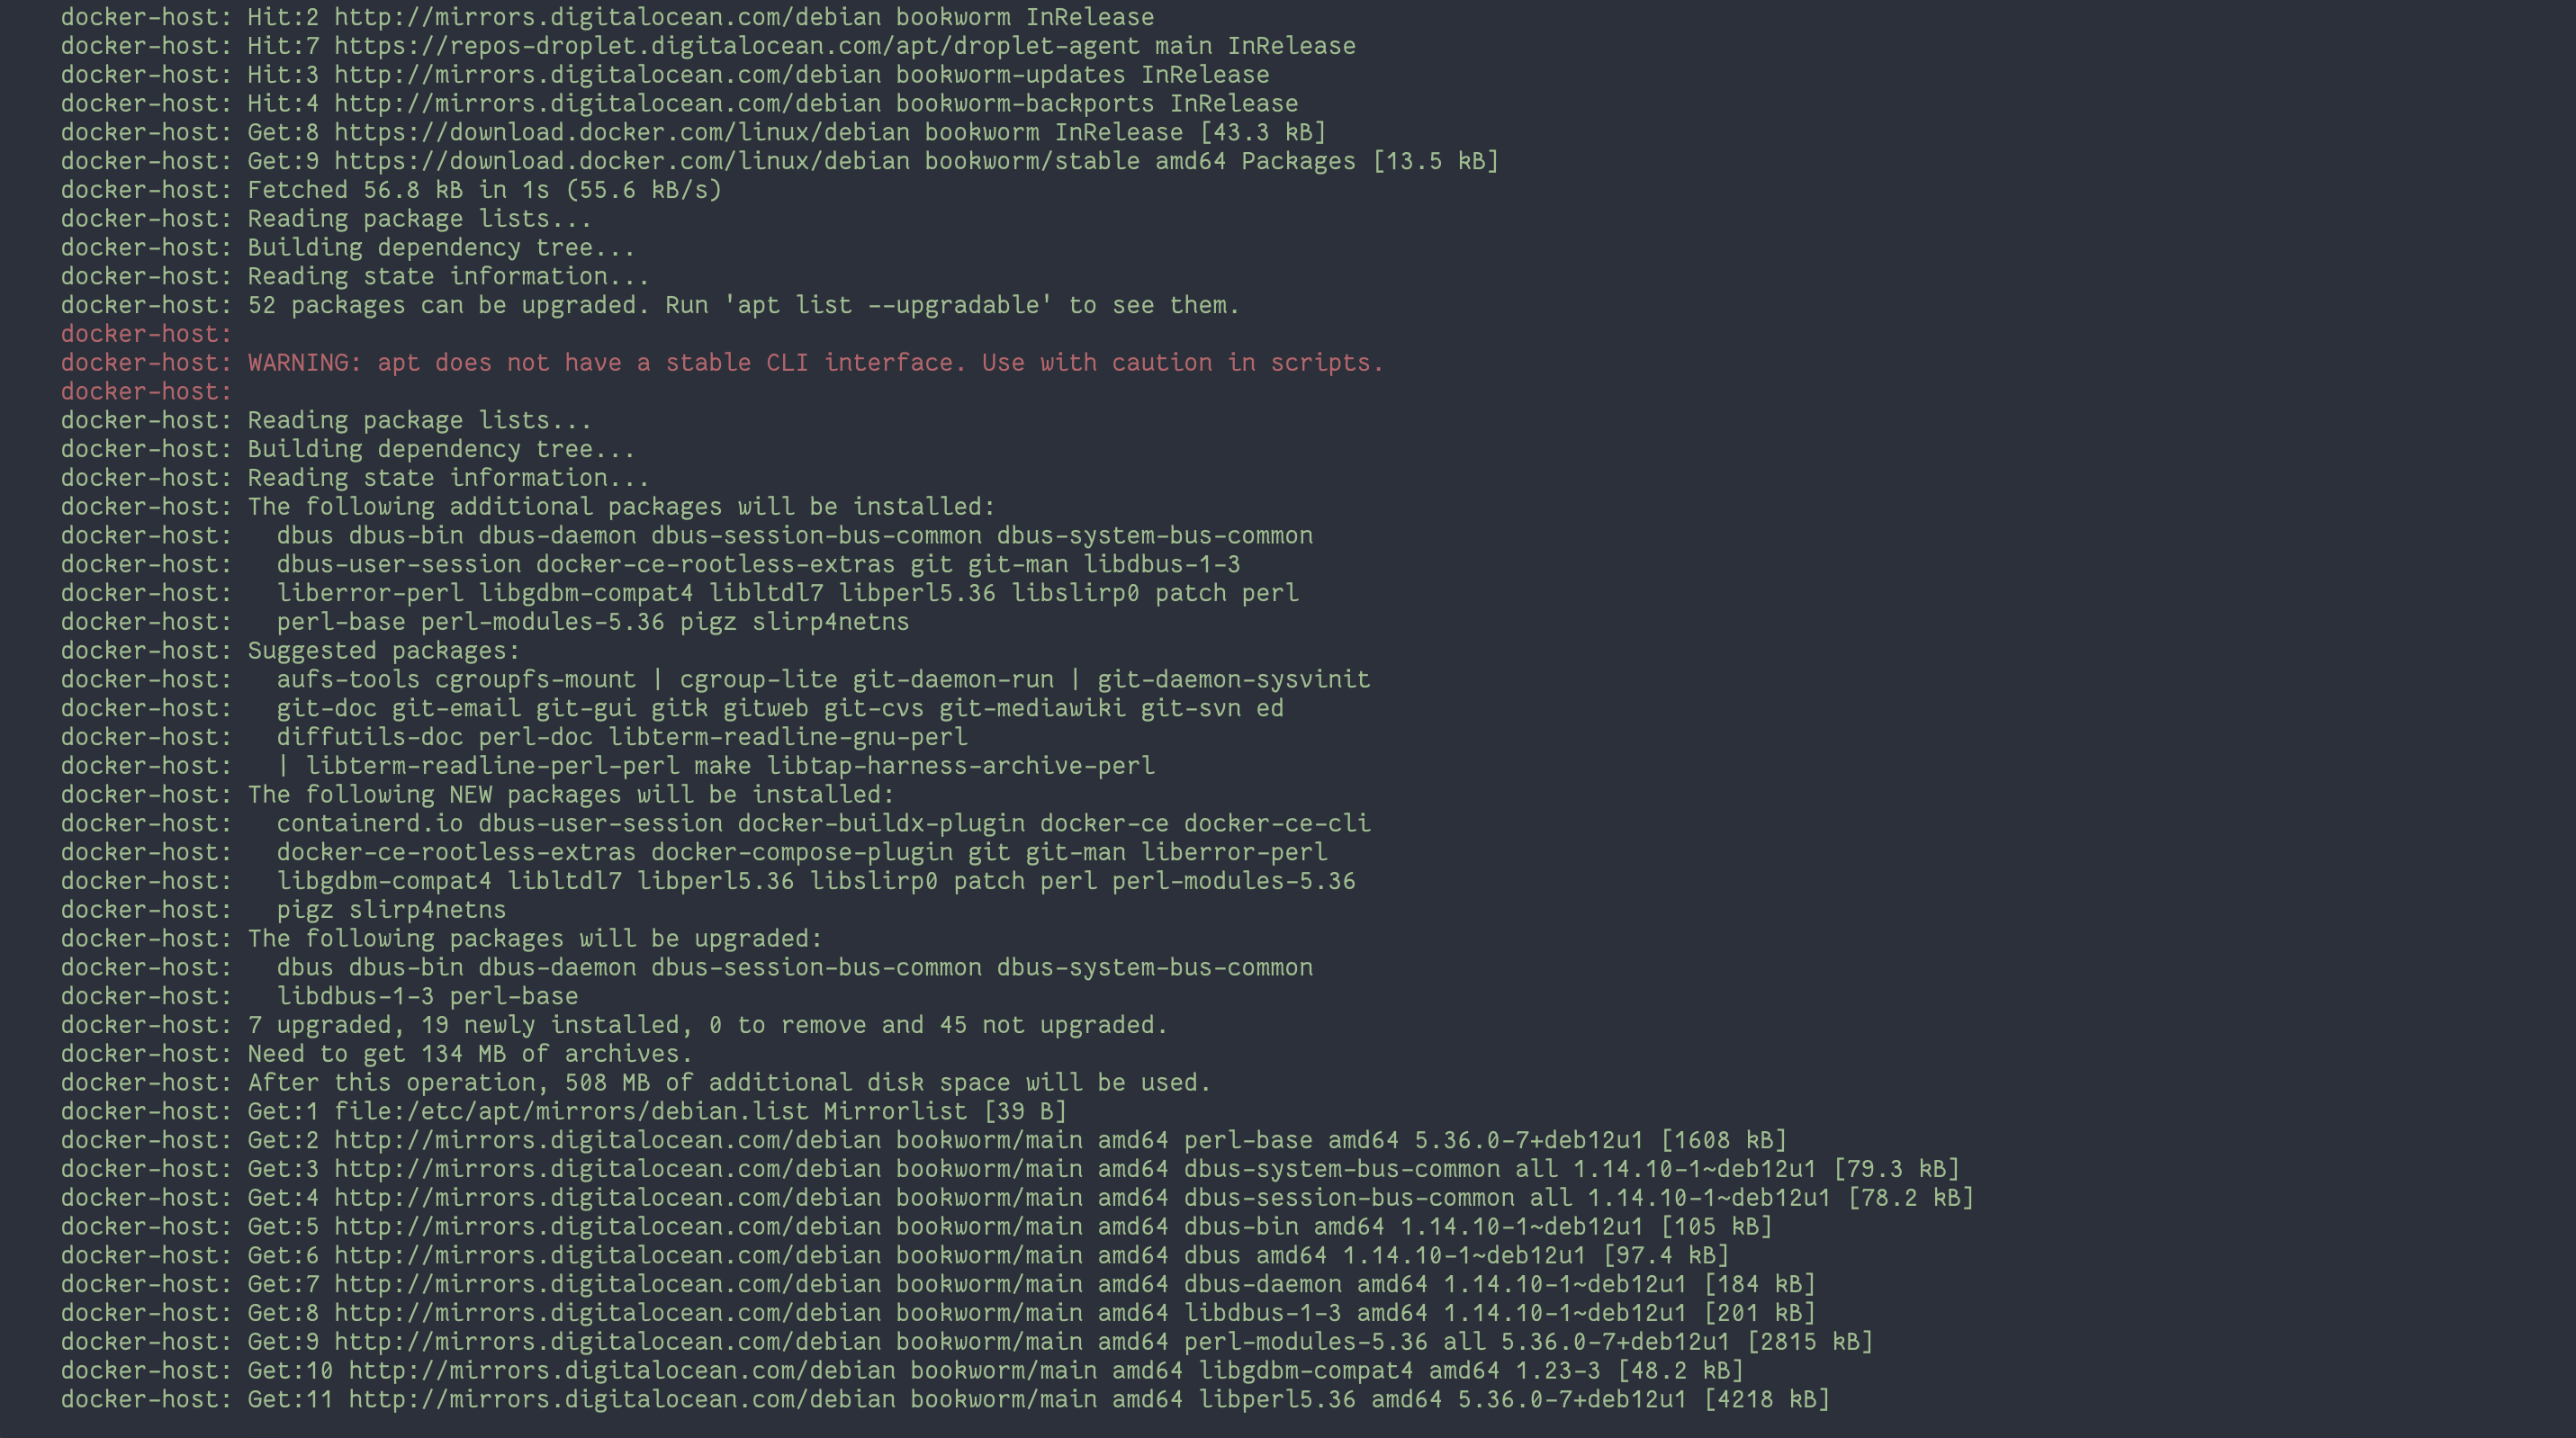 docker-host: Hit:2 http://mirrors.digitalocean.com/debian bookworm InRelease
docker-host: Hit:7 https://repos-droplet.digitalocean.com/apt/droplet-agent main InRelease
docker-host: Hit:3 http://mirrors.digitalocean.com/debian bookworm-updates InRelease
docker-host: Hit:4 http://mirrors.digitalocean.com/debian bookworm-backports InRelease
docker-host: Get:8 https://download.docker.com/linux/debian bookworm InRelease [43.3 kB]
docker-host: Get:9 https://download.docker.com/linux/debian bookworm/stable amd64 Packages [13.5 kB]
docker-host: Fetched 56.8 kB in 1s (55.6 kB/s)
docker-host: Reading package lists...
docker-host: Building dependency tree...
docker-host: Reading state information...
docker-host: 52 packages can be upgraded. Run 'apt list --upgradable' to see them.
docker-host:
docker-host: WARNING: apt does not have a stable CLI interface. Use with caution in scripts.
docker-host:
docker-host: Reading package lists...
docker-host: Building dependency tree...
docker-host: Reading state information...
docker-host: The following additional packages will be installed:
docker-host:   dbus dbus-bin dbus-daemon dbus-session-bus-common dbus-system-bus-common
docker-host:   dbus-user-session docker-ce-rootless-extras git git-man libdbus-1-3
docker-host:   liberror-perl libgdbm-compat4 libltdl7 libperl5.36 libslirp0 patch perl
docker-host:   perl-base perl-modules-5.36 pigz slirp4netns
docker-host: Suggested packages:
docker-host:   aufs-tools cgroupfs-mount | cgroup-lite git-daemon-run | git-daemon-sysvinit
docker-host:   git-doc git-email git-gui gitk gitweb git-cvs git-mediawiki git-svn ed
docker-host:   diffutils-doc perl-doc libterm-readline-gnu-perl
docker-host:   | libterm-readline-perl-perl make libtap-harness-archive-perl
docker-host: The following NEW packages will be installed:
docker-host:   containerd.io dbus-user-session docker-buildx-plugin docker-ce docker-ce-cli
docker-host:   docker-ce-rootless-extras docker-compose-plugin git git-man liberror-perl
docker-host:   libgdbm-compat4 libltdl7 libperl5.36 libslirp0 patch perl perl-modules-5.36
docker-host:   pigz slirp4netns
docker-host: The following packages will be upgraded:
docker-host:   dbus dbus-bin dbus-daemon dbus-session-bus-common dbus-system-bus-common
docker-host:   libdbus-1-3 perl-base
docker-host: 7 upgraded, 19 newly installed, 0 to remove and 45 not upgraded.
docker-host: Need to get 134 MB of archives.
docker-host: After this operation, 508 MB of additional disk space will be used.
docker-host: Get:1 file:/etc/apt/mirrors/debian.list Mirrorlist [39 B]
docker-host: Get:2 http://mirrors.digitalocean.com/debian bookworm/main amd64 perl-base amd64 5.36.0-7+deb12u1 [1608 kB]
docker-host: Get:3 http://mirrors.digitalocean.com/debian bookworm/main amd64 dbus-system-bus-common all 1.14.10-1~deb12u1 [79.3 kB]
docker-host: Get:4 http://mirrors.digitalocean.com/debian bookworm/main amd64 dbus-session-bus-common all 1.14.10-1~deb12u1 [78.2 kB]
docker-host: Get:5 http://mirrors.digitalocean.com/debian bookworm/main amd64 dbus-bin amd64 1.14.10-1~deb12u1 [105 kB]
docker-host: Get:6 http://mirrors.digitalocean.com/debian bookworm/main amd64 dbus amd64 1.14.10-1~deb12u1 [97.4 kB]
docker-host: Get:7 http://mirrors.digitalocean.com/debian bookworm/main amd64 dbus-daemon amd64 1.14.10-1~deb12u1 [184 kB]
docker-host: Get:8 http://mirrors.digitalocean.com/debian bookworm/main amd64 libdbus-1-3 amd64 1.14.10-1~deb12u1 [201 kB]
docker-host: Get:9 http://mirrors.digitalocean.com/debian bookworm/main amd64 perl-modules-5.36 all 5.36.0-7+deb12u1 [2815 kB]
docker-host: Get:10 http://mirrors.digitalocean.com/debian bookworm/main amd64 libgdbm-compat4 amd64 1.23-3 [48.2 kB]
docker-host: Get:11 http://mirrors.digitalocean.com/debian bookworm/main amd64 libperl5.36 amd64 5.36.0-7+deb12u1 [4218 kB]